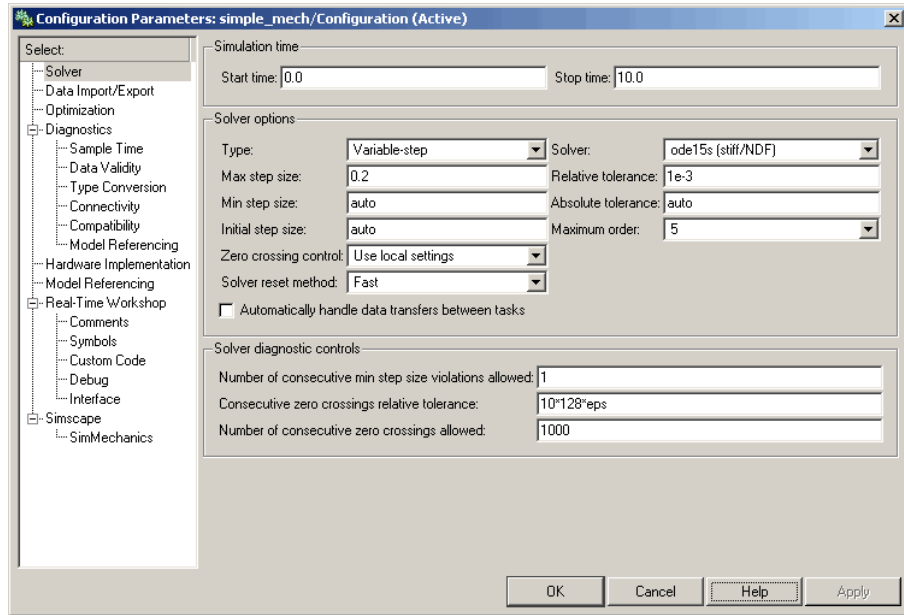 Configuration Parameters: simple_mech/Configuration (Active)
Select:
Solver
Data Import/Export
Optimization
Diagnostics
Sample Time
Data Validity
Type Conversion
Connectivity
Compatibility
Model Referencing
Hardware Implementation
Model Referencing
Real-Time Workshop
Comments
Symbols
Custom Code
Debug
Interface
Simscape
SimMechanics
Simulation time
Start time: 0.0 Stop time: 10.0
Solver options
Type: Variable-step Solver: ode15s (stiff/NDF)
Max step size: 0.2 Relative tolerance: 1e-3
Min step size: auto Absolute tolerance: auto
Initial step size: auto Maximum order: 5
Zero crossing control: Use local settings
Solver reset method: Fast
Automatically handle data transfers between tasks
Solver diagnostic controls
Number of consecutive min step size violations allowed: 1
Consecutive zero crossings relative tolerance: 10*128*eps
Number of consecutive zero crossings allowed: 1000
OK Cancel Help Apply